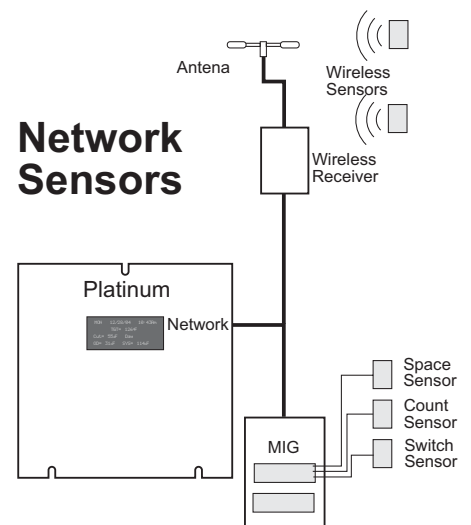 Antena
Wireless
Sensors
Network
Sensors
Wireless
Receiver
Platinum
Network
Space
Sensor
Count
Sensor
MIG
Switch
Sensor